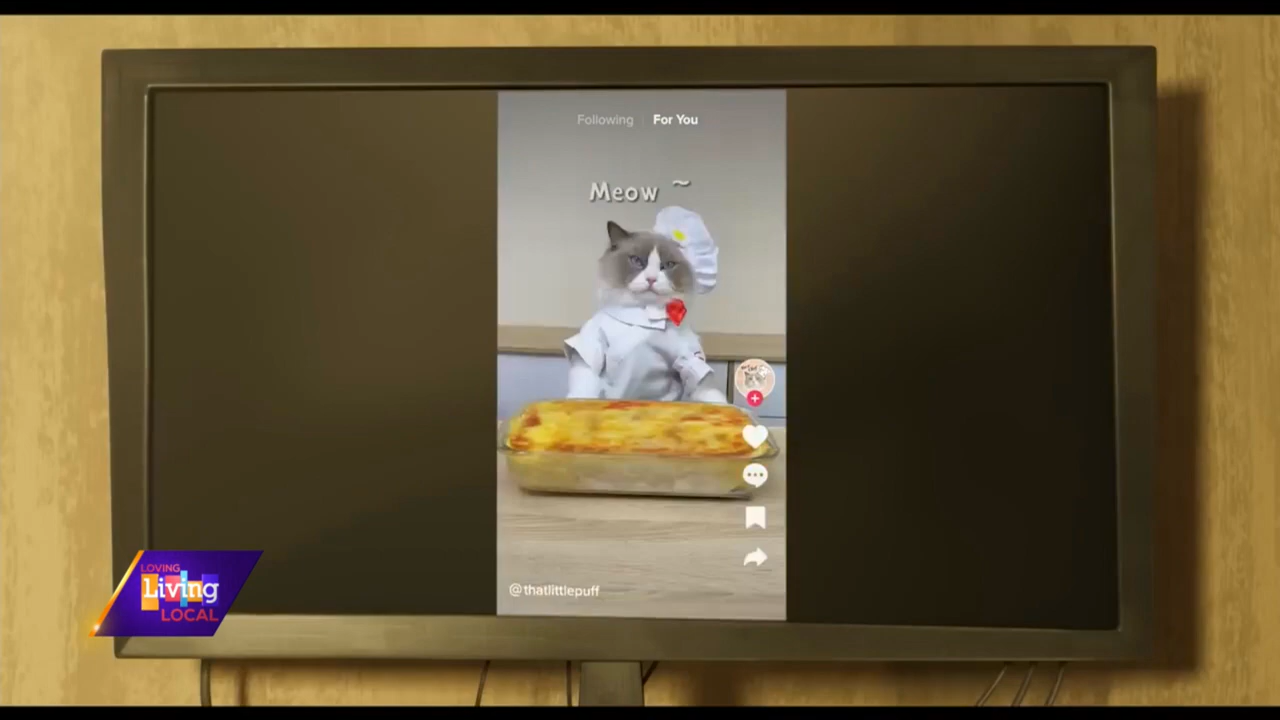 Following For You
Meow ~
@thatlittlepuff
LOVING
Living
LOCAL